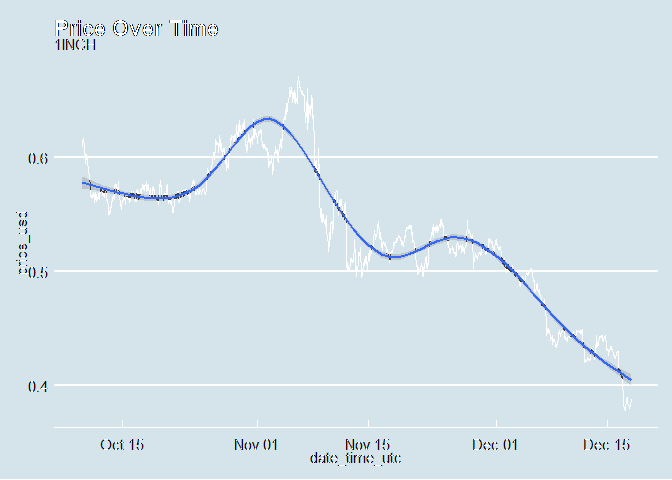 Price Over Time
1INCH
0.6
0.5
0.4
price_usd
Oct 15 Nov 01 Nov 15 Dec 01 Dec 15
date_time_utc